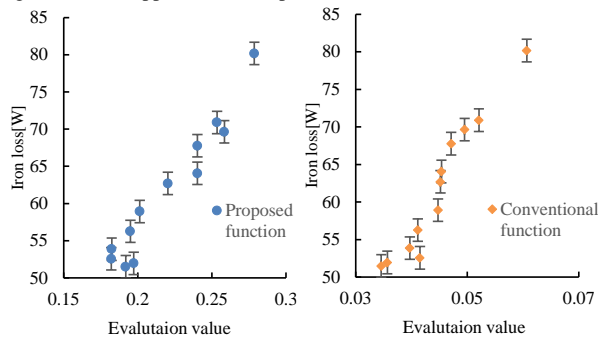 85
80
75
70
65
60
55
50
Iron loss[W]
Proposed
function
0.15
0.2
0.25
0.3
Evalutaion value
85
80
75
70
65
60
55
50
Iron loss[W]
Conventional
function
0.03
0.05
0.07
Evalutaion value